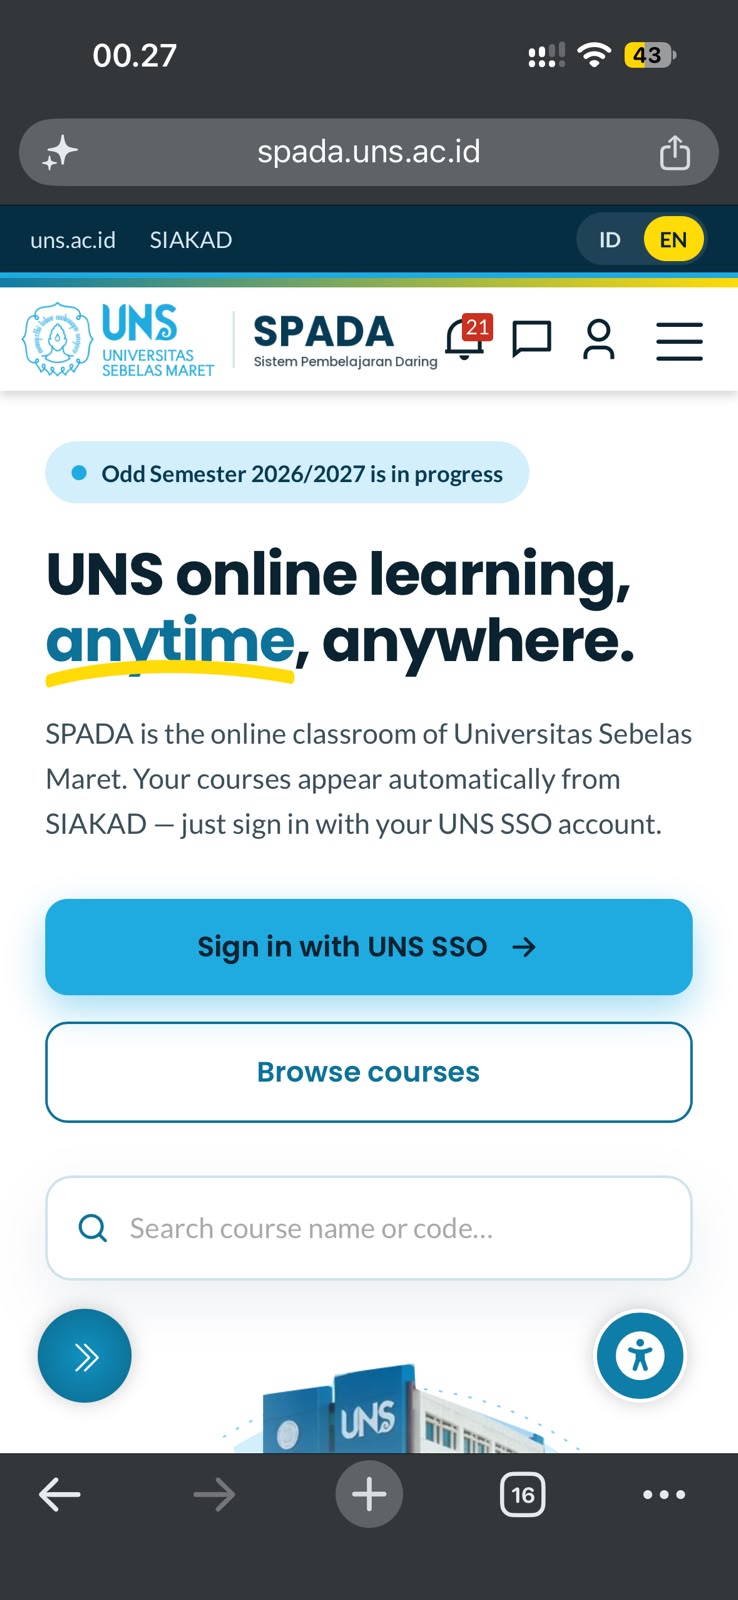 00.27
43
spada.uns.ac.id
uns.ac.id SIAKAD ID EN
UNS
UNIVERSITAS
SEBELAS MARET
SPADA
Sistem Pembelajaran Daring
21
Odd Semester 2026/2027 is in progress
UNS online learning,
anytime, anywhere.
SPADA is the online classroom of Universitas Sebelas
Maret. Your courses appear automatically from
SIAKAD — just sign in with your UNS SSO account.
Sign in with UNS SSO →
Browse courses
Search course name or code...
UNS
16